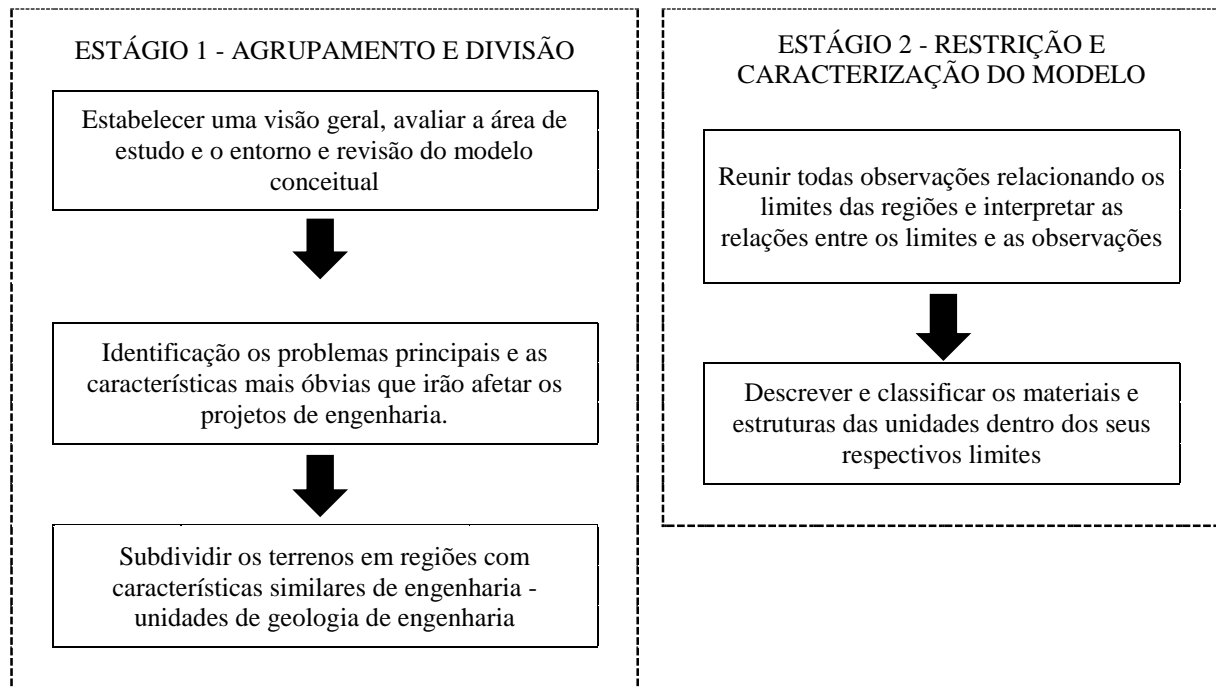 ESTÁGIO 1 - AGRUPAMENTO E DIVISÃO
Estabelecer uma visão geral, avaliar a área de
estudo e o entorno e revisão do modelo
conceitual
Identificação os problemas principais e as
características mais óbvias que irão afetar os
projetos de engenharia.
Subdividir os terrenos em regiões com
características similares de engenharia -
unidades de geologia de engenharia
ESTÁGIO 2 - RESTRIÇÃO E
CARACTERIZAÇÃO DO MODELO
Reunir todas observações relacionando os
limites das regiões e interpretar as
relações entre os limites e as observações
Descrever e classificar os materiais e
estruturas das unidades dentro dos seus
respectivos limites